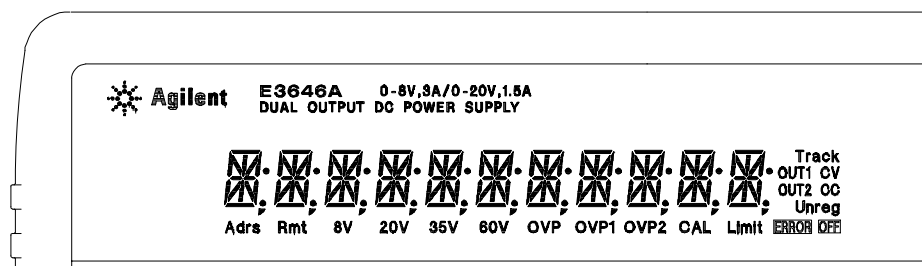 Agilent
E3646A 0-8V,3A/0-20V,1.5A
DUAL OUTPUT DC POWER SUPPLY
Track
OUT1 CV
OUT2 CC
Unreg
Adrs Rmt 8V 20V 35V 60V OVP OVP1 OVP2 CAL Limit ERROR OFF